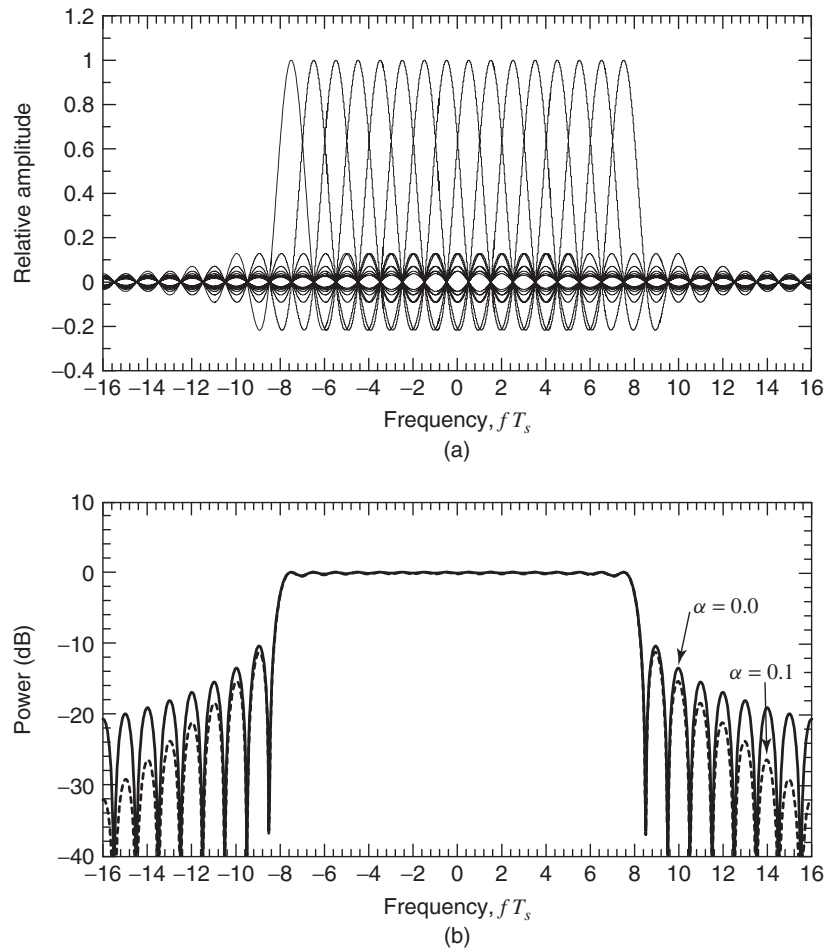 1.2
1
0.8
0.6
0.4
0.2
0
−0.2
−0.4
Relative amplitude
−16 −14 −12 −10 −8 −6 −4 −2 0 2 4 6 8 10 12 14 16
Frequency, f Ts
(a)
10
0
−10
−20
−30
−40
Power (dB)
α = 0.0
α = 0.1
−16 −14 −12 −10 −8 −6 −4 −2 0 2 4 6 8 10 12 14 16
Frequency, f Ts
(b)